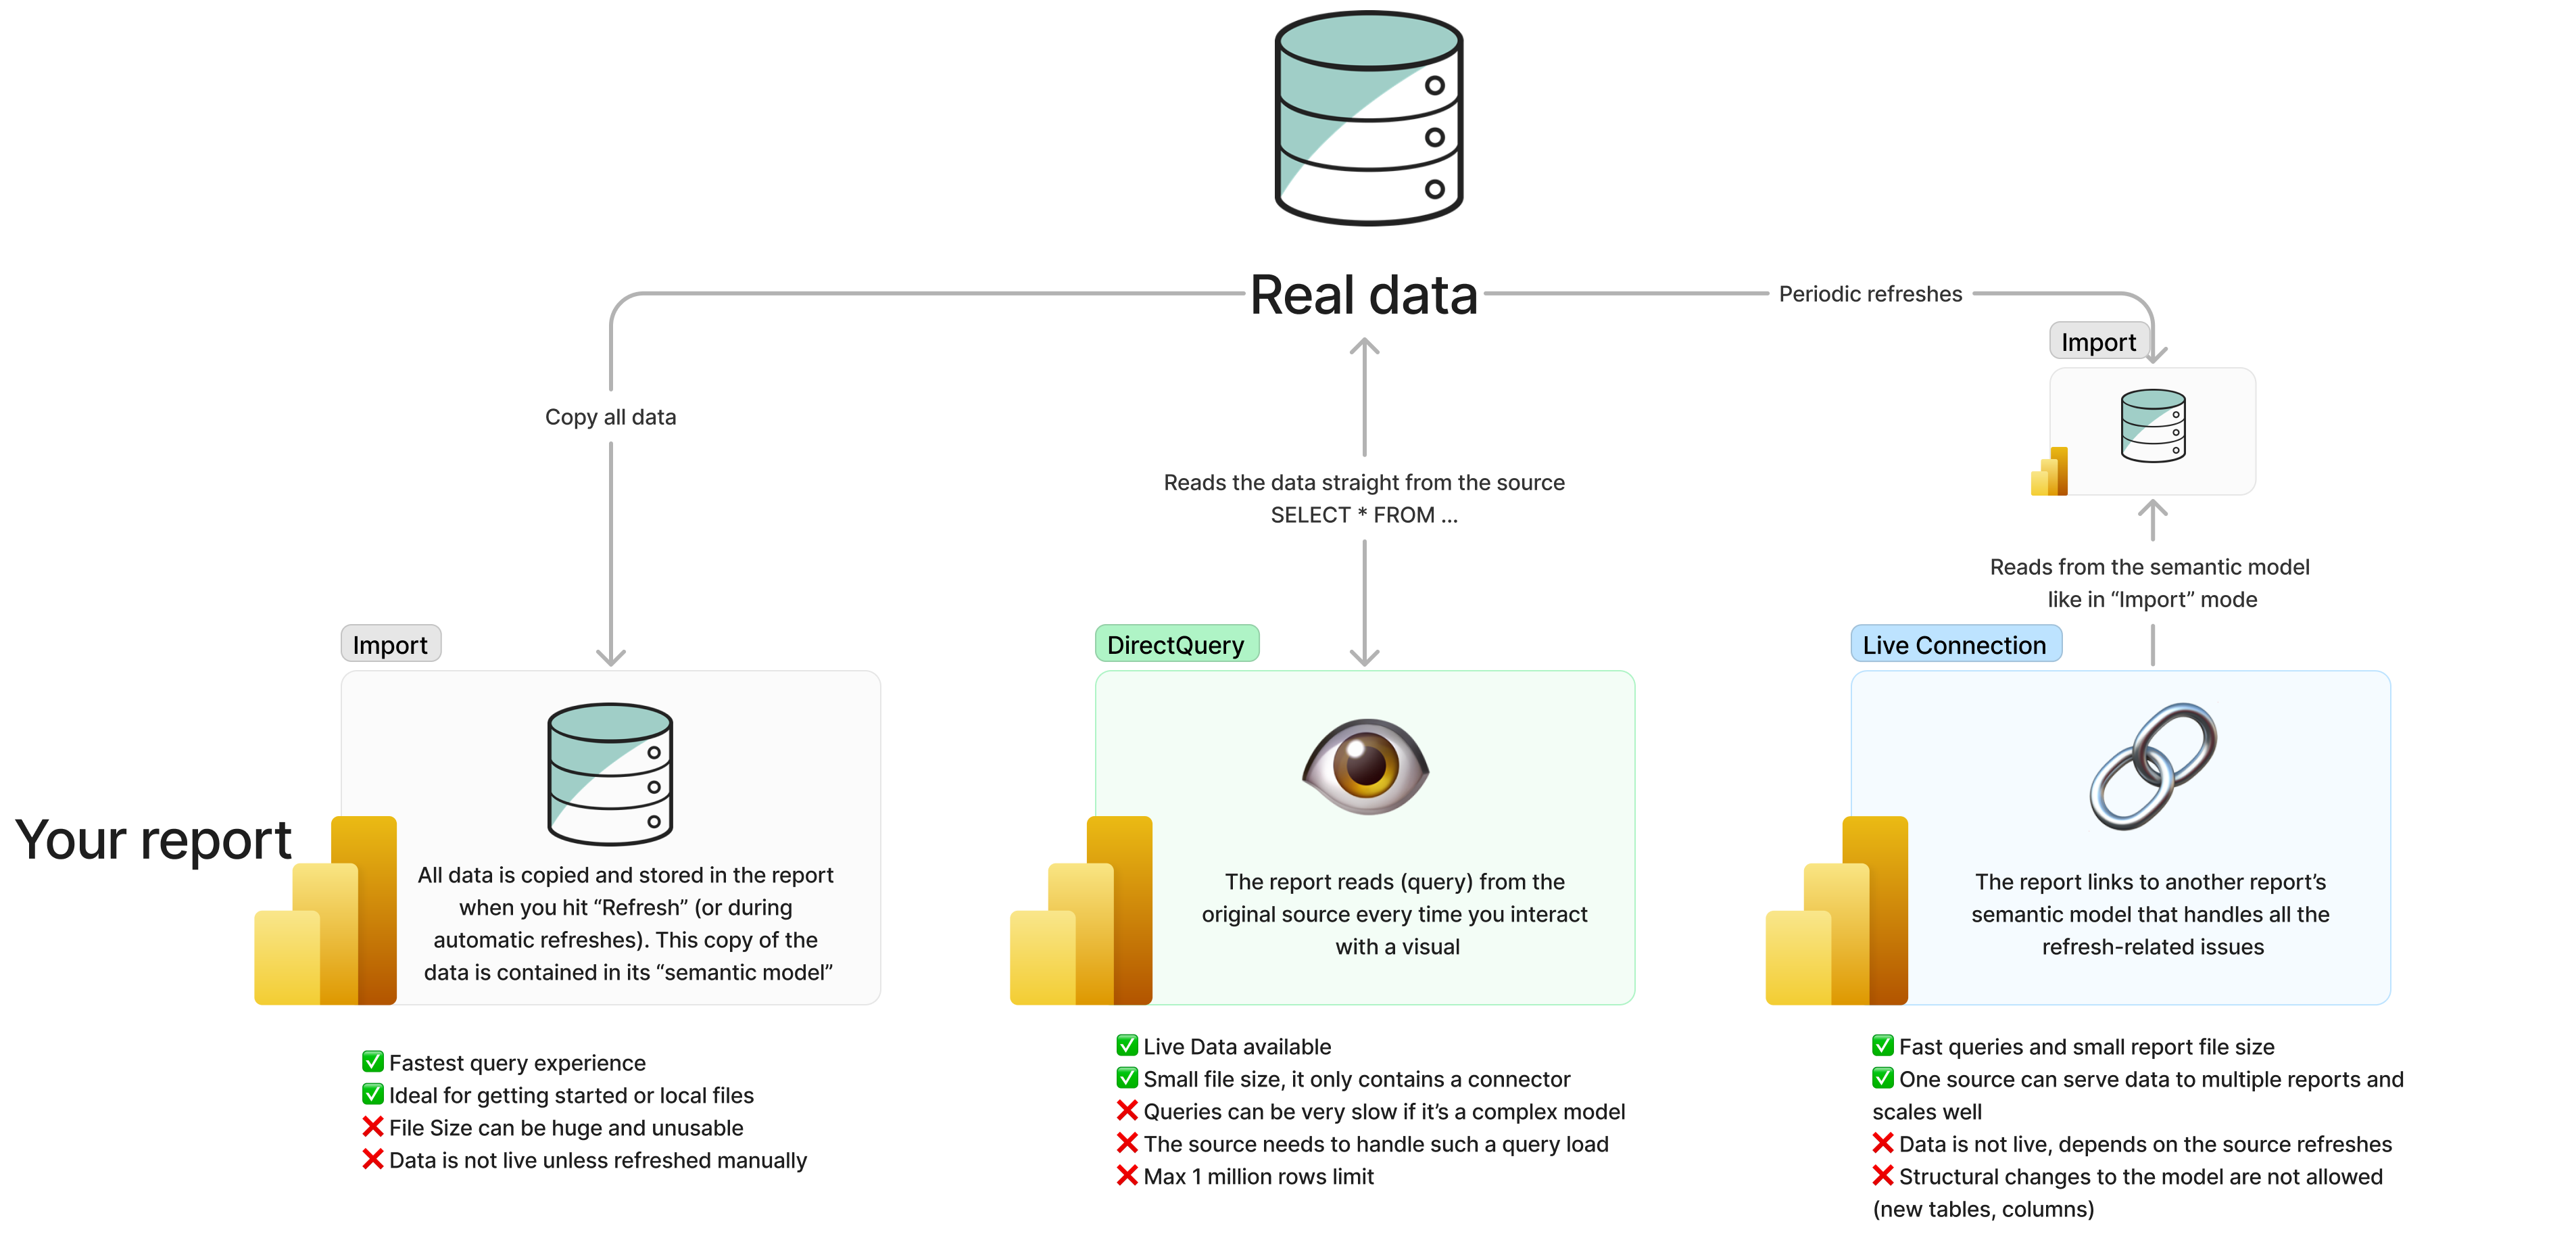 Real data
Periodic refreshes
Import
Copy all data
Reads the data straight from the source
SELECT * FROM ...
Reads from the semantic model
like in “Import” mode
Import
DirectQuery
Live Connection
Your report
All data is copied and stored in the report
when you hit “Refresh” (or during
automatic refreshes). This copy of the
data is contained in its “semantic model”
The report reads (query) from the
original source every time you interact
with a visual
The report links to another report’s
semantic model that handles all the
refresh-related issues
✅ Fastest query experience
✅ Ideal for getting started or local files
❌ File Size can be huge and unusable
❌ Data is not live unless refreshed manually
✅ Live Data available
✅ Small file size, it only contains a connector
❌ Queries can be very slow if it’s a complex model
❌ The source needs to handle such a query load
❌ Max 1 million rows limit
✅ Fast queries and small report file size
✅ One source can serve data to multiple reports and
scales well
❌ Data is not live, depends on the source refreshes
❌ Structural changes to the model are not allowed
(new tables, columns)